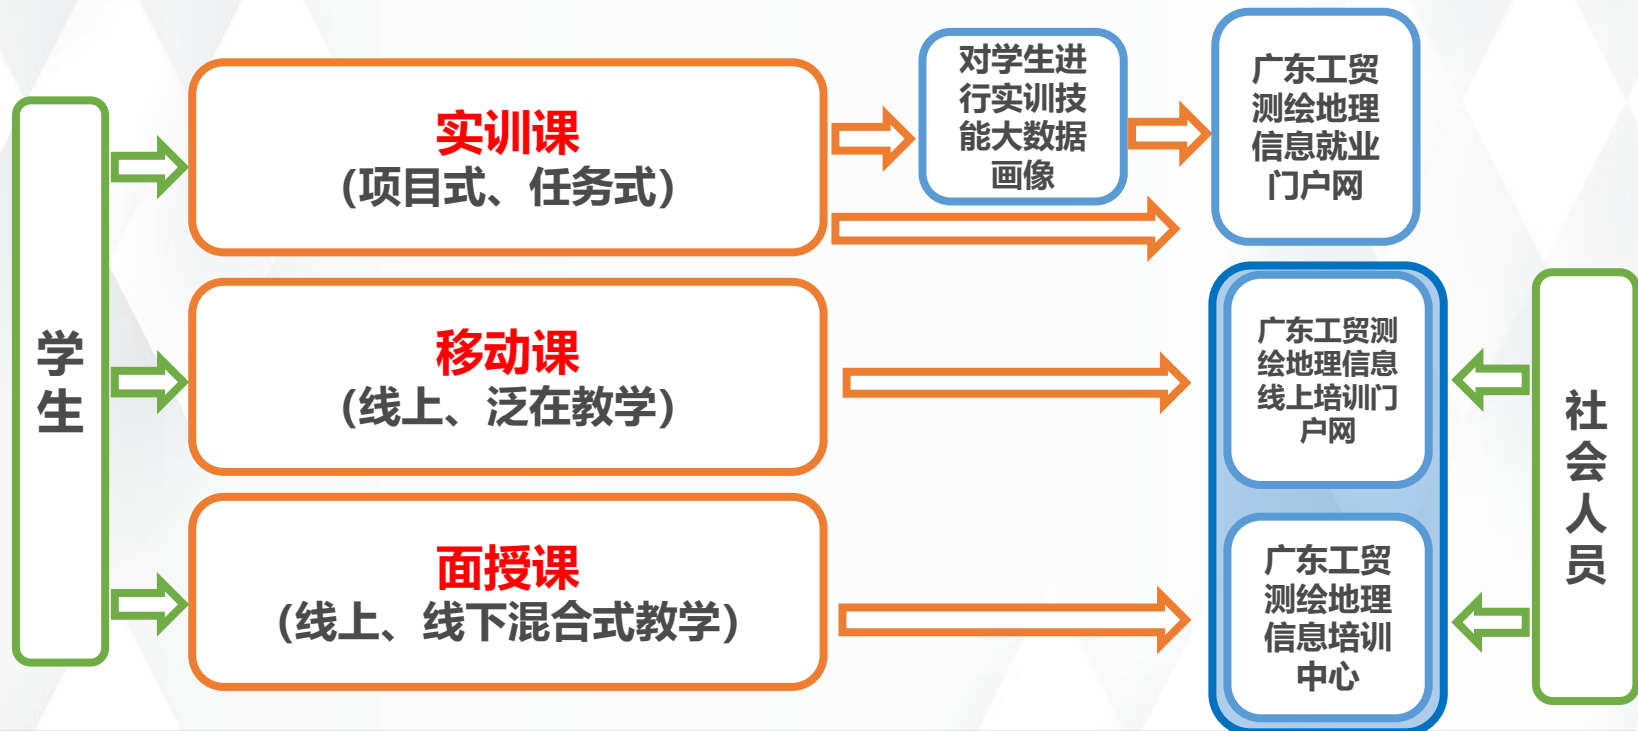 学
生
实训课
（项目式、任务式）
移动课
（线上、泛在教学）
面授课
（线上、线下混合式教学）
对学生进
行实训技
能大数据
画像
广东工贸
测绘地理
信息就业
门户网
广东工贸测
绘地理信息
线上培训门
户网
广东工贸
测绘地理
信息培训
中心
社
会
人
员